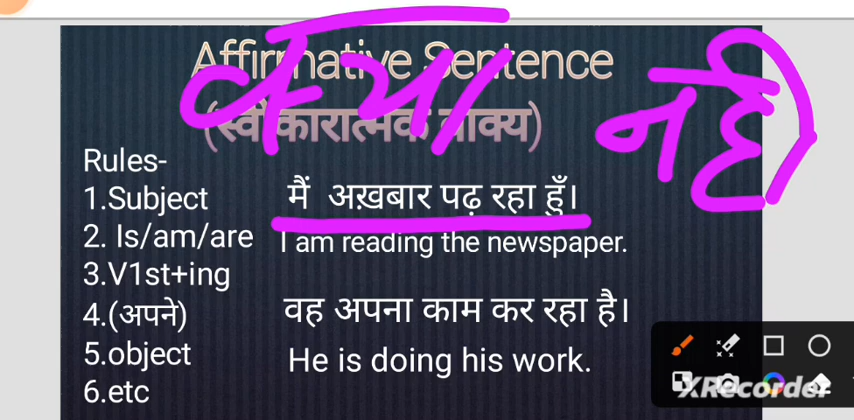 Affirmative Sentence
(स्वीकारात्मक वाक्य)
क्या नही
Rules-
1.Subject
2. Is/am/are
3.V1st+ing
4.(अपने)
5.object
6.etc
मैं अख़बार पढ़ रहा हुँ।
I am reading the newspaper.
वह अपना काम कर रहा है।
He is doing his work.
XRecorder